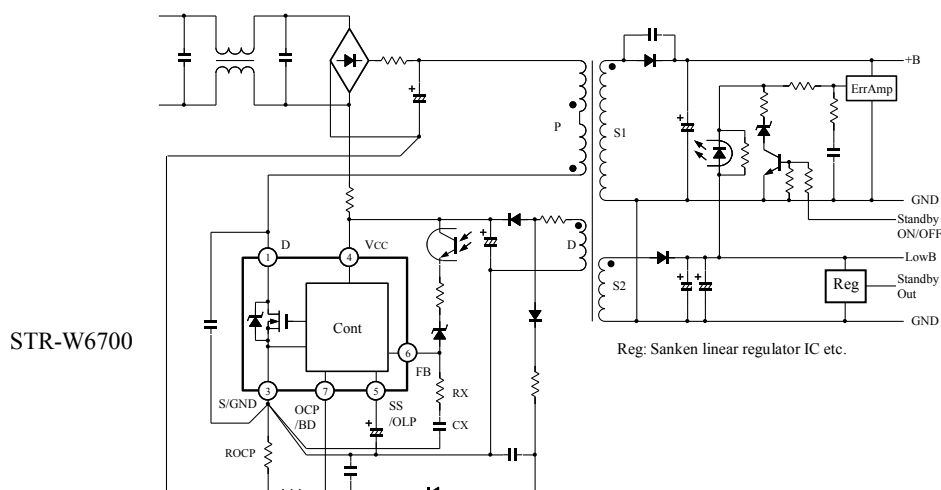 +B
ErrAmp
P
S1
GND
Standby
ON/OFF
D
VCC
D
1
4
LowB
S2
Reg
Standby
Out
GND
Cont
STR-W6700
Reg: Sanken linear regulator IC etc.
6
FB
3
7
5
S/GND
OCP
/BD
SS
/OLP
RX
CX
ROCP